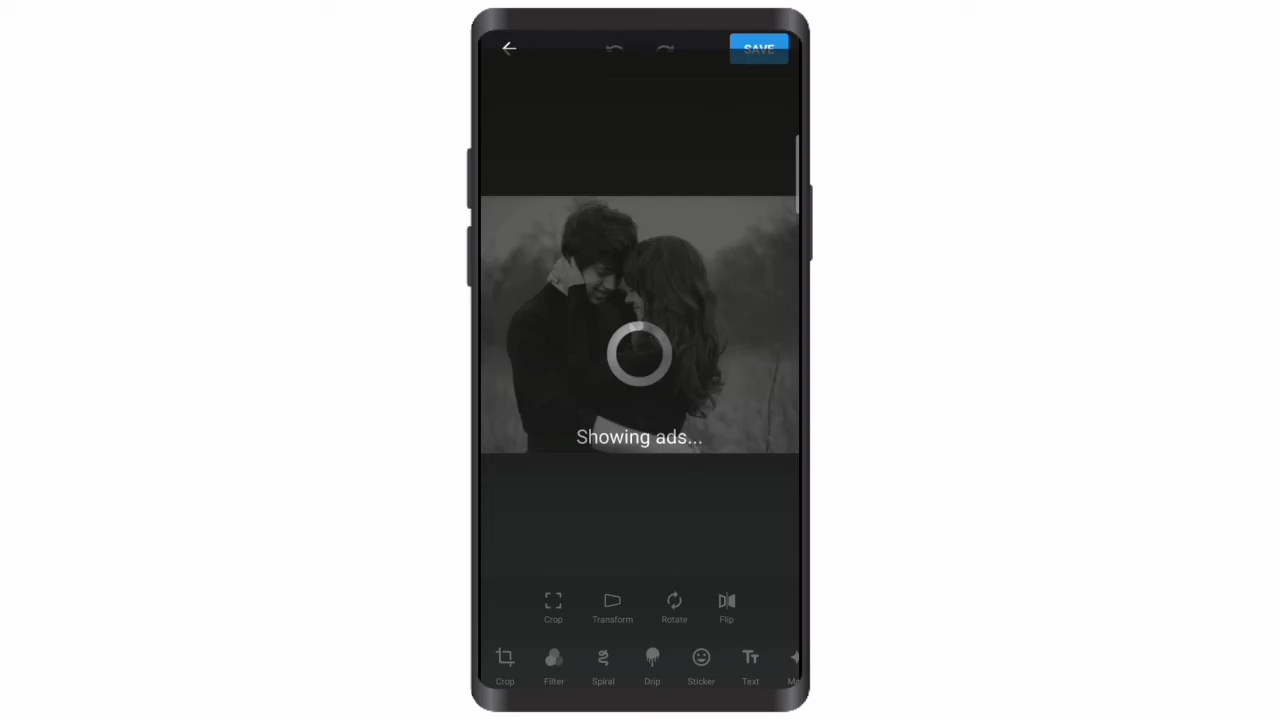 SAVE
Showing ads...
Crop Transform Rotate Flip
Crop Filter Spiral Drip Sticker Text